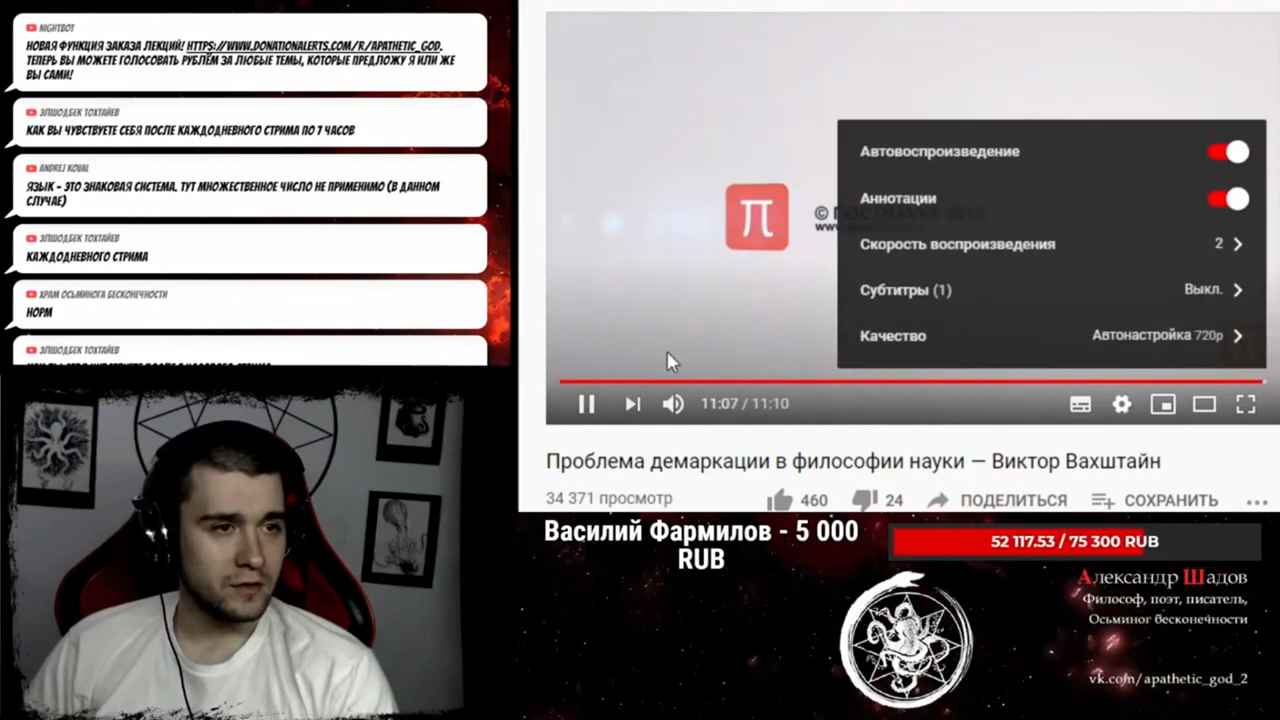 NIGHTBOT
НОВАЯ ФУНКЦИЯ ЗАКАЗА ЛЕКЦИЙ! HTTPS://WWW.DONATIONALERTS.COM/R/APATHETIC_GOD.
ТЕПЕРЬ ВЫ МОЖЕТЕ ГОЛОСОВАТЬ РУБЛЁМ ЗА ЛЮБЫЕ ТЕМЫ, КОТОРЫЕ ПРЕДЛОЖУ Я ИЛИ ЖЕ
ВЫ САМИ!
ЭЛШОДБЕК ТОХТАЙЕВ
КАК ВЫ ЧУВСТВУЕТЕ СЕБЯ ПОСЛЕ КАЖДОДНЕВНОГО СТРИМА ПО 7 ЧАСОВ
ANDREJ KOVAL
ЯЗЫК - ЭТО ЗНАКОВАЯ СИСТЕМА. ТУТ МНОЖЕСТВЕННОЕ ЧИСЛО НЕ ПРИМЕНИМО (В ДАННОМ
СЛУЧАЕ)
ЭЛШОДБЕК ТОХТАЙЕВ
КАЖДОДНЕВНОГО СТРИМА
ХРАМ ОСЬМИНОГА БЕСКОНЕЧНОСТИ
НОРМ
ЭЛШОДБЕК ТОХТАЙЕВ
π
© ПОСТНАУКА
Автовоспроизведение
Аннотации
Скорость воспроизведения 2
Субтитры (1) Выкл.
Качество Автонастройка 720p
11:07 / 11:10
Проблема демаркации в философии науки — Виктор Вахштайн
34 371 просмотр 460 24 ПОДЕЛИТЬСЯ СОХРАНИТЬ ...
Василий Фармилов - 5 000
RUB
52 117.53 / 75 300 RUB
Александр Шадов
Философ, поэт, писатель,
Осьминог бесконечности
vk.com/apathetic_god_2